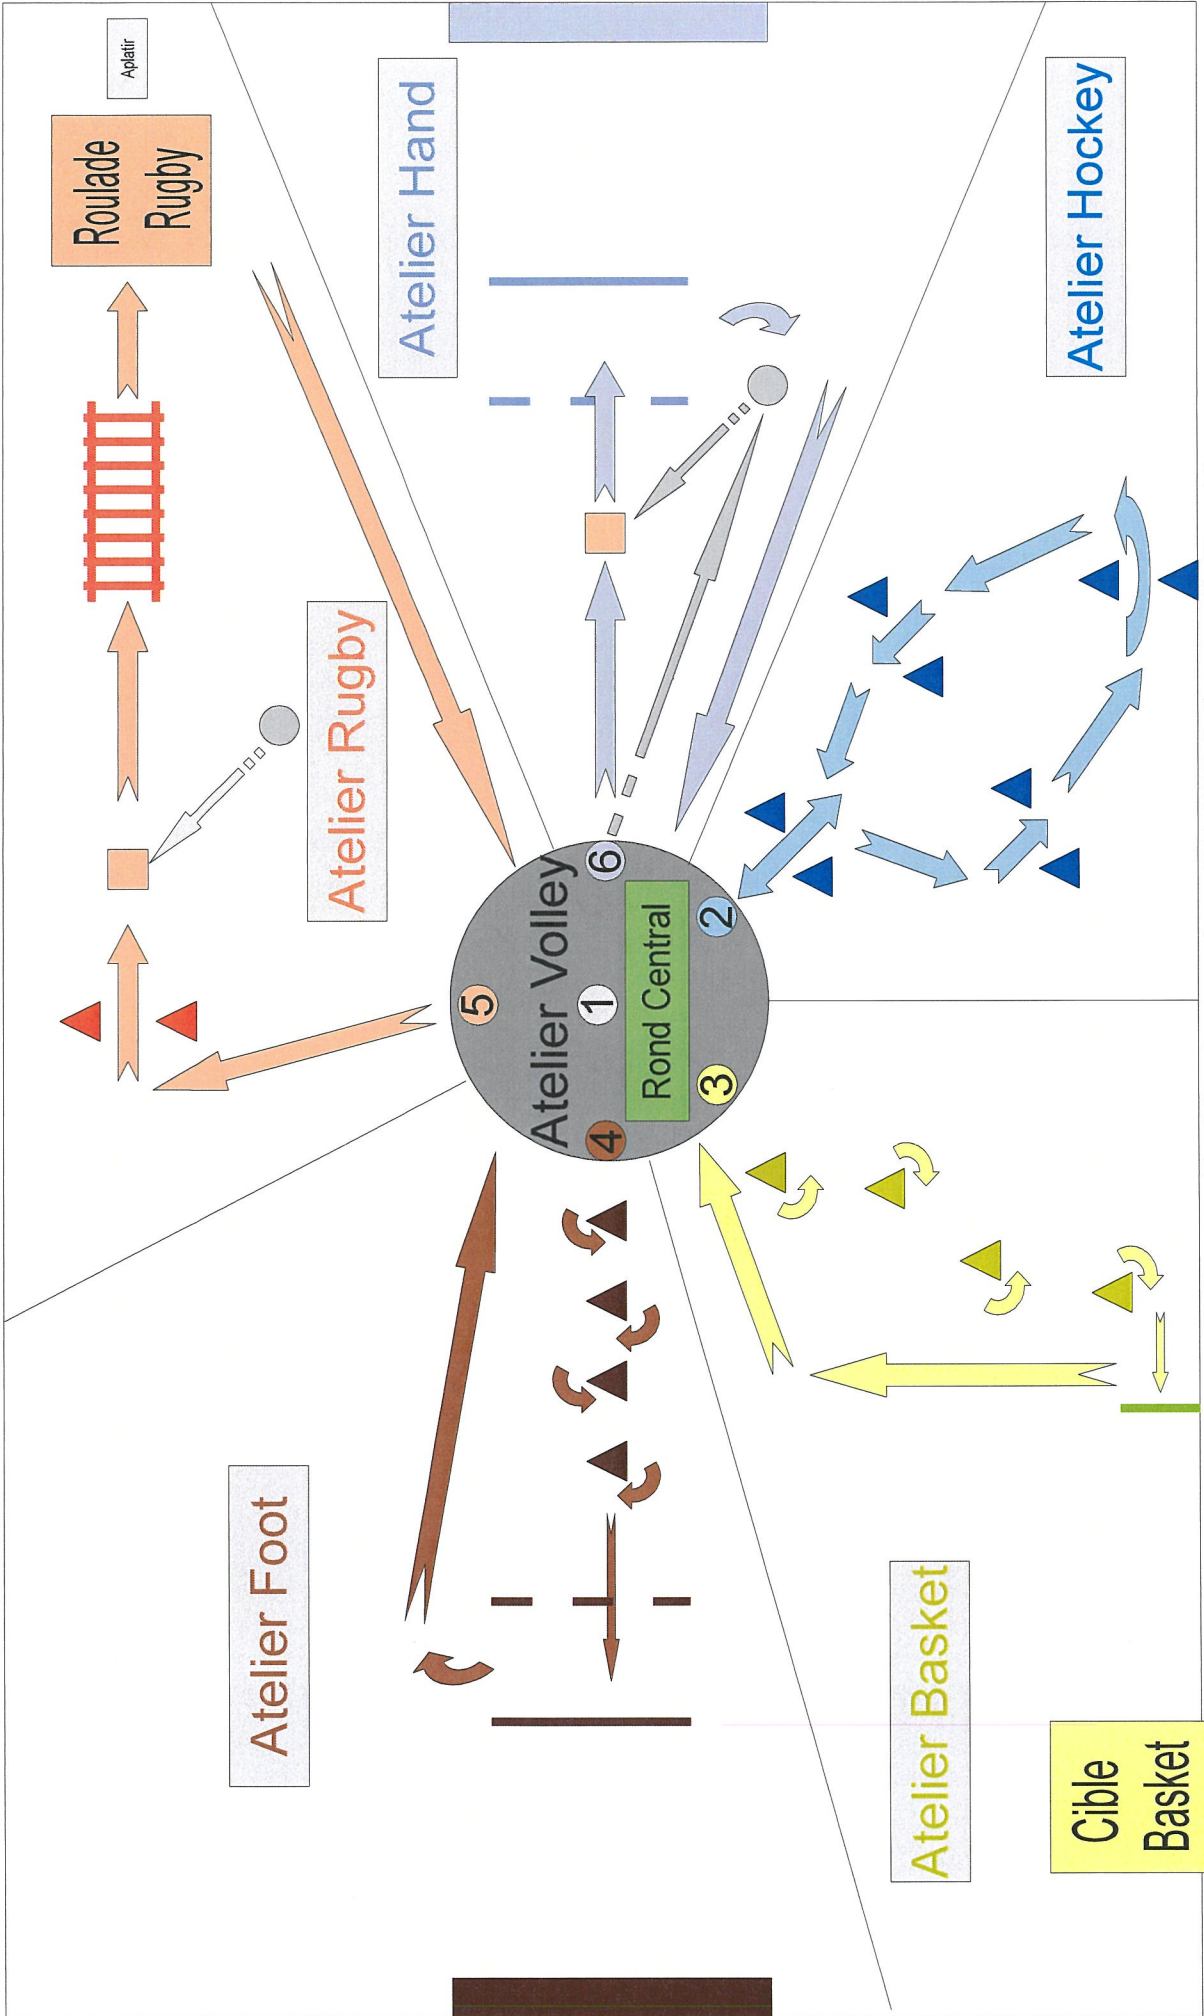 Aplatir
Roulade
Rugby
Atelier Hand
Atelier Hockey
Atelier Rugby
Atelier Volley
5
1
6
2
3
4
Rond Central
Atelier Foot
Atelier Basket
Cible
Basket